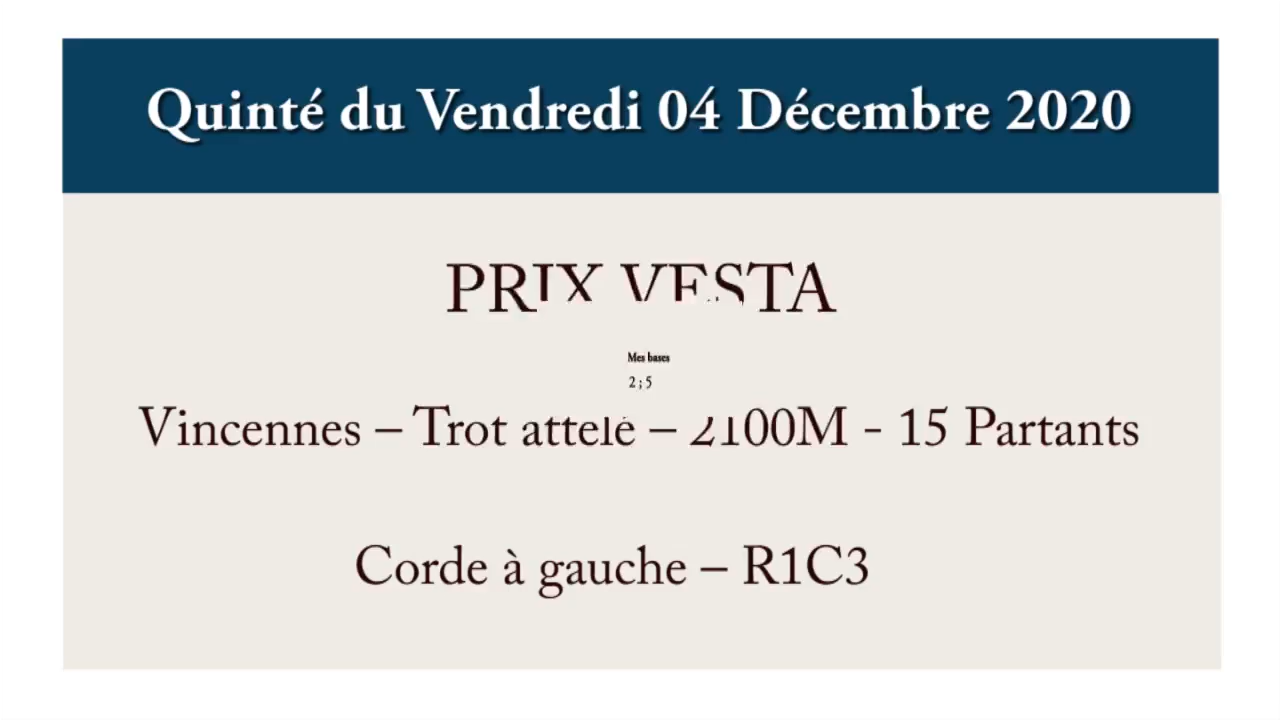 Quinté du Vendredi 04 Décembre 2020
PRIX VESTA
Mes bases
2 ; 5
Vincennes – Trot attelé – 2100M - 15 Partants
Corde à gauche – R1C3